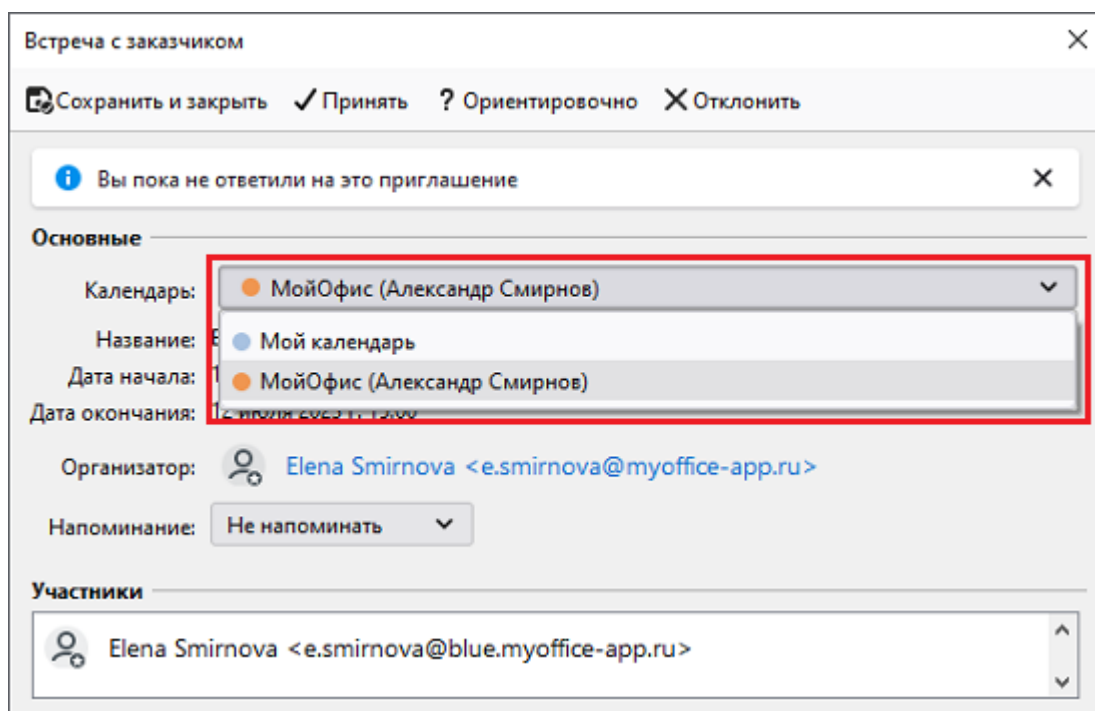 Встреча с заказчиком
Сохранить и закрыть Принять ? Ориентировочно Отклонить
Вы пока не ответили на это приглашение
Основные
Календарь: МойОфис (Александр Смирнов)
Название: Мой календарь
Дата начала: МойОфис (Александр Смирнов)
Дата окончания:
Организатор: Elena Smirnova <e.smirnova@myoffice-app.ru>
Напоминание: Не напоминать
Участники
Elena Smirnova <e.smirnova@blue.myoffice-app.ru>